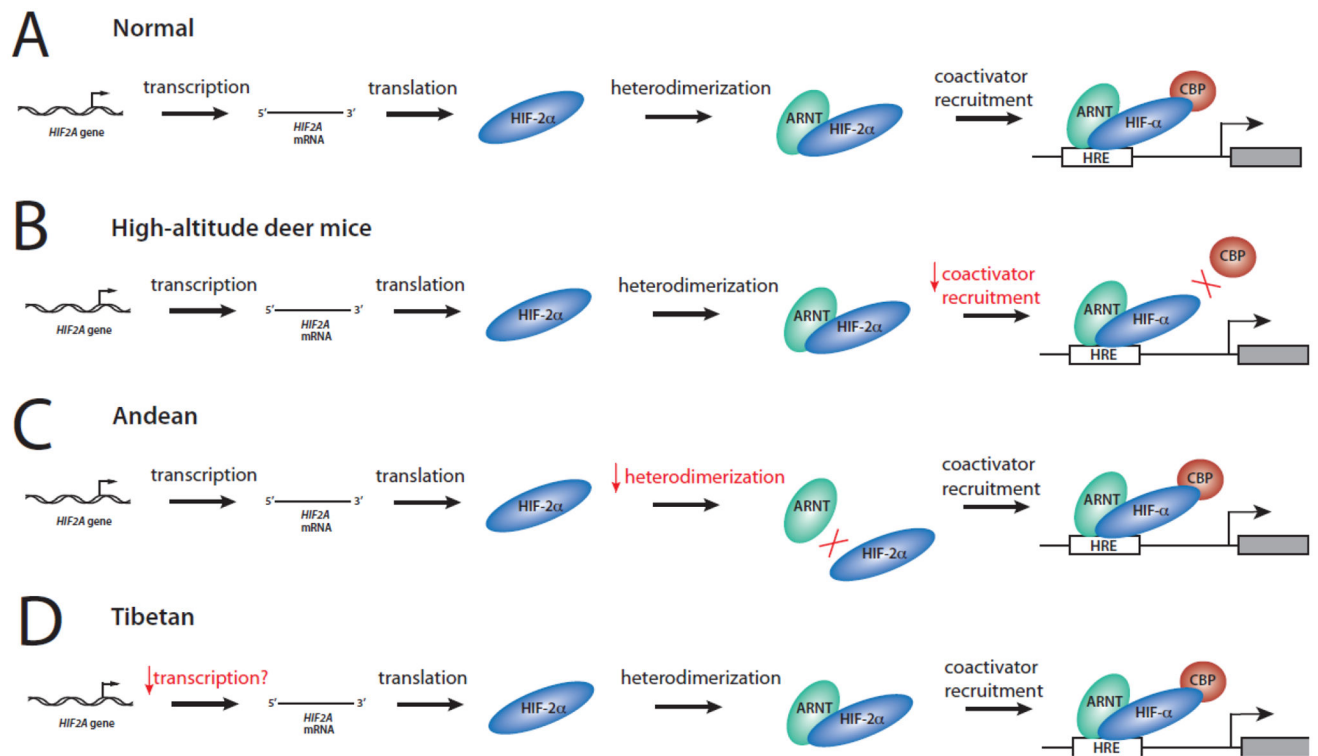 A Normal
transcription
translation
heterodimerization
coactivator
recruitment
HIF2A gene
5′ 3′
HIF2A
mRNA
HIF-2α
ARNT
HIF-2α
ARNT
HIF-α
CBP
HRE
B High-altitude deer mice
transcription
translation
heterodimerization
↓ coactivator
recruitment
HIF2A gene
5′ 3′
HIF2A
mRNA
HIF-2α
ARNT
HIF-2α
ARNT
HIF-α
CBP
HRE
C Andean
transcription
translation
↓ heterodimerization
coactivator
recruitment
HIF2A gene
5′ 3′
HIF2A
mRNA
HIF-2α
ARNT
HIF-2α
ARNT
HIF-α
CBP
HRE
D Tibetan
↓ transcription?
translation
heterodimerization
coactivator
recruitment
HIF2A gene
5′ 3′
HIF2A
mRNA
HIF-2α
ARNT
HIF-2α
ARNT
HIF-α
CBP
HRE